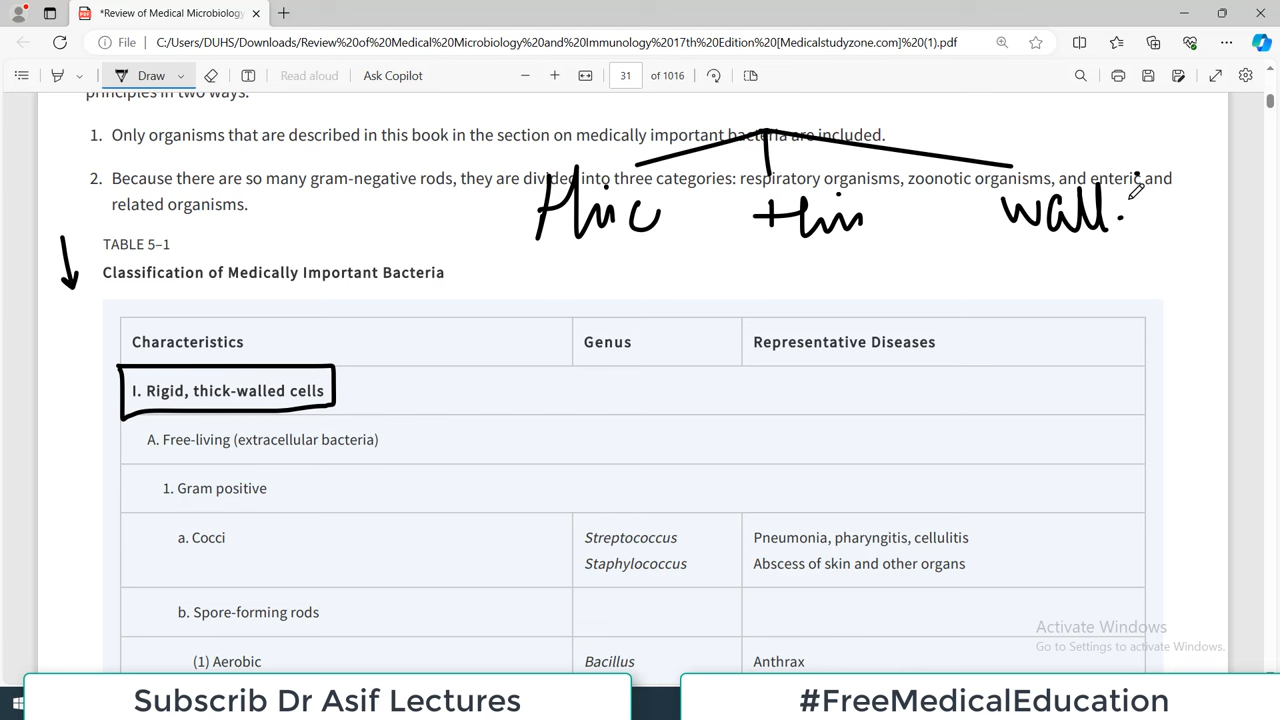 *Review of Medical Microbiology
File C:/Users/DUHS/Downloads/Review%20of%20Medical%20Microbiology%20and%20Immunology%2017th%20Edition%20[Medicalstudyzone.com]%20(1).pdf
Draw Read aloud Ask Copilot 31 of 1016
principles in two ways.
1. Only organisms that are described in this book in the section on medically important bacteria are included.
2. Because there are so many gram-negative rods, they are divided into three categories: respiratory organisms, zoonotic organisms, and enteric and
related organisms.
thic thin wall.
TABLE 5–1
Classification of Medically Important Bacteria
Characteristics Genus Representative Diseases
I. Rigid, thick-walled cells
A. Free-living (extracellular bacteria)
1. Gram positive
a. Cocci Streptococcus Pneumonia, pharyngitis, cellulitis
Staphylococcus Abscess of skin and other organs
b. Spore-forming rods
(1) Aerobic Bacillus Anthrax
Activate Windows
Go to Settings to activate Windows.
Subscrib Dr Asif Lectures #FreeMedicalEducation